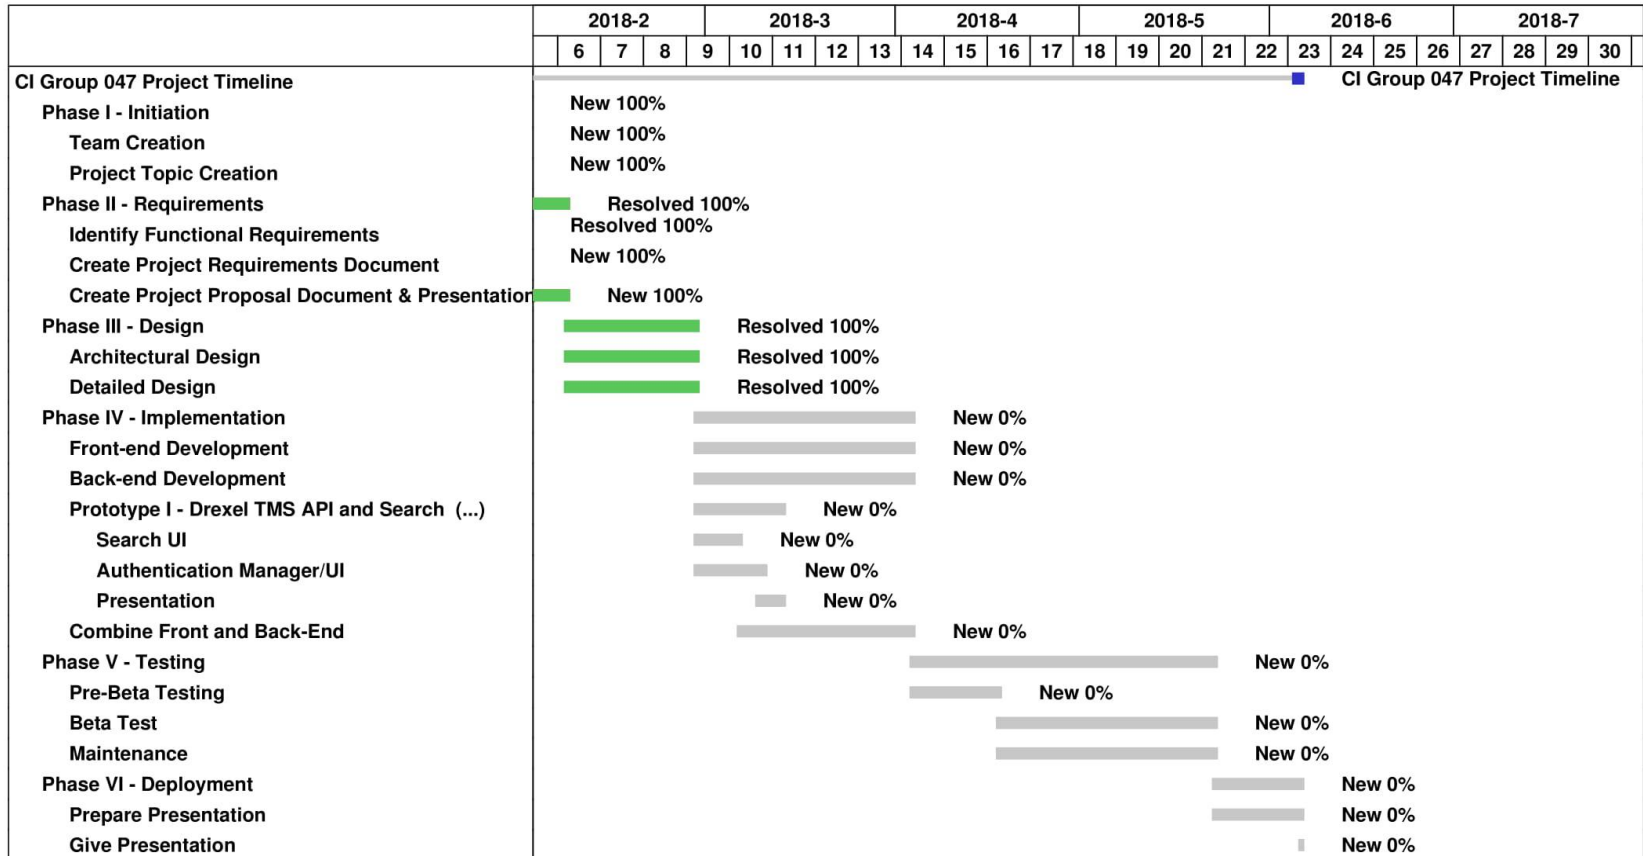 2018-2 2018-3 2018-4 2018-5 2018-6 2018-7
6 7 8 9 10 11 12 13 14 15 16 17 18 19 20 21 22 23 24 25 26 27 28 29 30
CI Group 047 Project Timeline CI Group 047 Project Timeline
Phase I - Initiation New 100%
Team Creation New 100%
Project Topic Creation New 100%
Phase II - Requirements Resolved 100%
Identify Functional Requirements Resolved 100%
Create Project Requirements Document New 100%
Create Project Proposal Document & Presentation New 100%
Phase III - Design Resolved 100%
Architectural Design Resolved 100%
Detailed Design Resolved 100%
Phase IV - Implementation New 0%
Front-end Development New 0%
Back-end Development New 0%
Prototype I - Drexel TMS API and Search (...) New 0%
Search UI New 0%
Authentication Manager/UI New 0%
Presentation New 0%
Combine Front and Back-End New 0%
Phase V - Testing New 0%
Pre-Beta Testing New 0%
Beta Test New 0%
Maintenance New 0%
Phase VI - Deployment New 0%
Prepare Presentation New 0%
Give Presentation New 0%